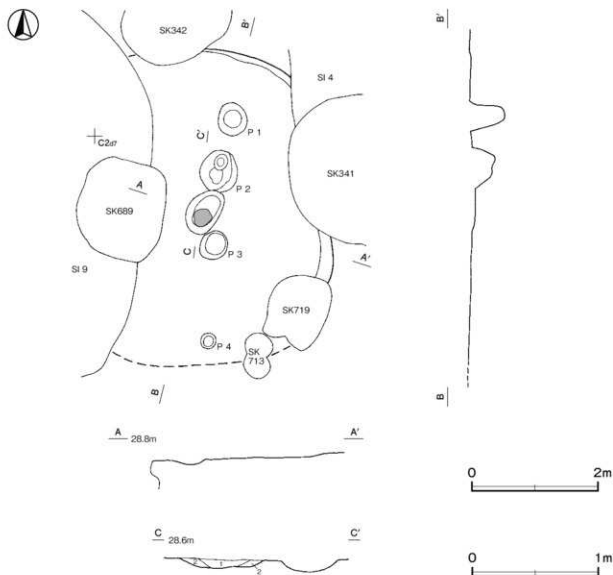 SK342
B′
B′
SI 4
C′
P 1
C2d7
P 2
A
SK341
SK689
C
P 3
A′
SI 9
SK719
P 4
SK
713
B
B
A 28.8m A′
0 2m
C 28.6m C′
2 1 2
0 1m